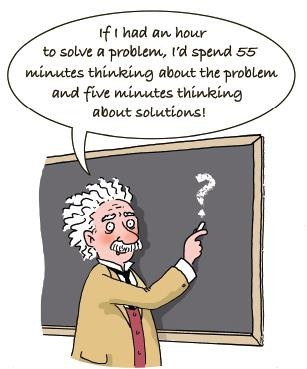 If I had an hour
to solve a problem, I'd spend 55
minutes thinking about the problem
and five minutes thinking
about solutions!
?